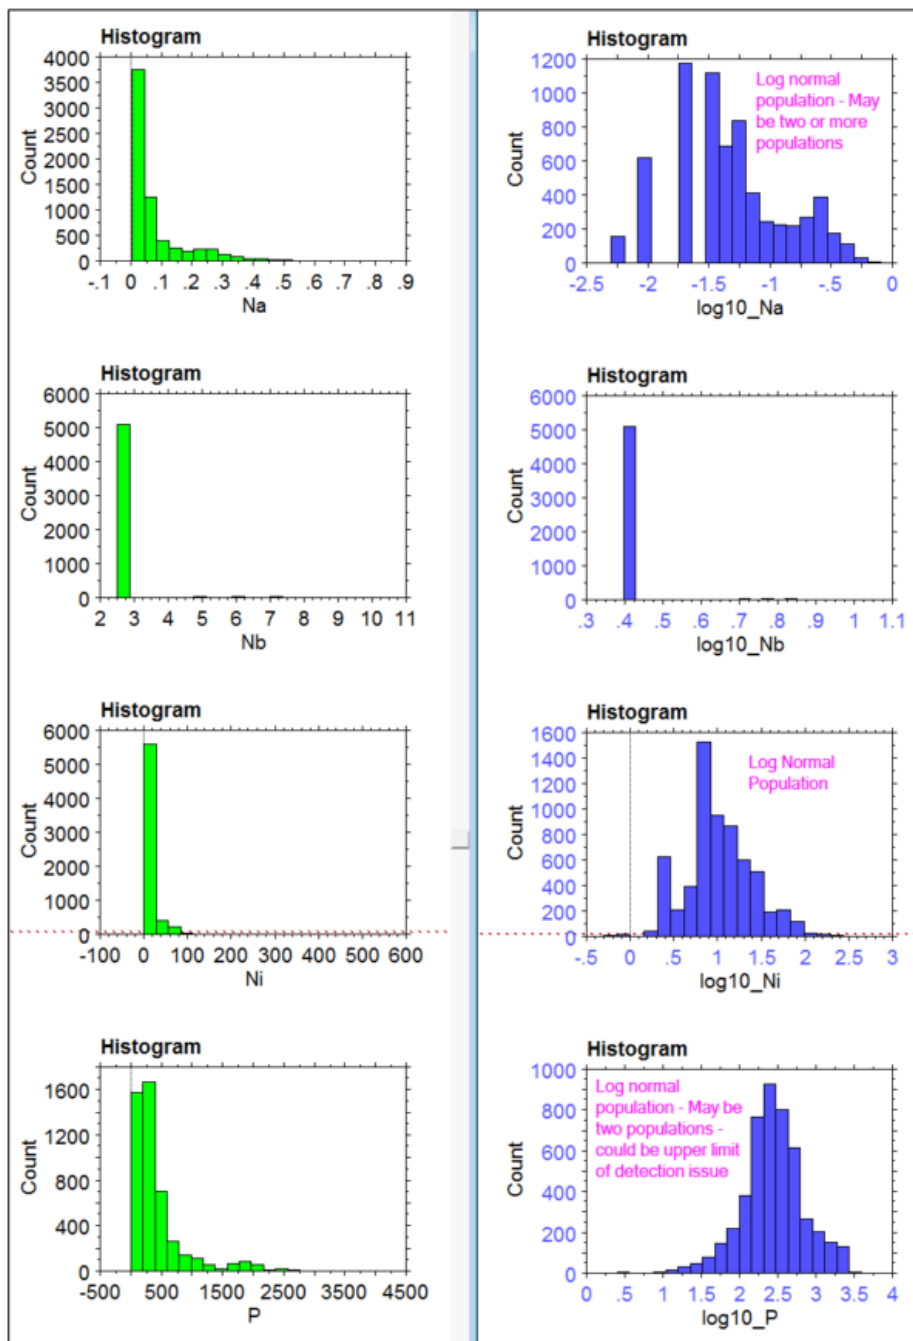 Histogram
4000
3500
3000
2500
2000
1500
1000
500
0
Count
-.1 0 .1 .2 .3 .4 .5 .6 .7 .8 .9
Na
Histogram
1200
1000
800
600
400
200
0
Count
Log normal
population - May
be two or more
populations
-2.5 -2 -1.5 -1 -.5 0
log10_Na
Histogram
6000
5000
4000
3000
2000
1000
0
Count
2 3 4 5 6 7 8 9 10 11
Nb
Histogram
6000
5000
4000
3000
2000
1000
0
Count
.3 .4 .5 .6 .7 .8 .9 1 1.1
log10_Nb
Histogram
6000
5000
4000
3000
2000
1000
0
Count
-100 0 100 200 300 400 500 600
Ni
Histogram
1600
1400
1200
1000
800
600
400
200
0
Count
Log Normal
Population
-.5 0 .5 1 1.5 2 2.5 3
log10_Ni
Histogram
1600
1200
800
400
0
Count
-500 500 1500 2500 3500 4500
P
Histogram
1000
800
600
400
200
0
Count
Log normal
population - May be
two populations -
could be upper limit
of detection issue
0 .5 1 1.5 2 2.5 3 3.5 4
log10_P